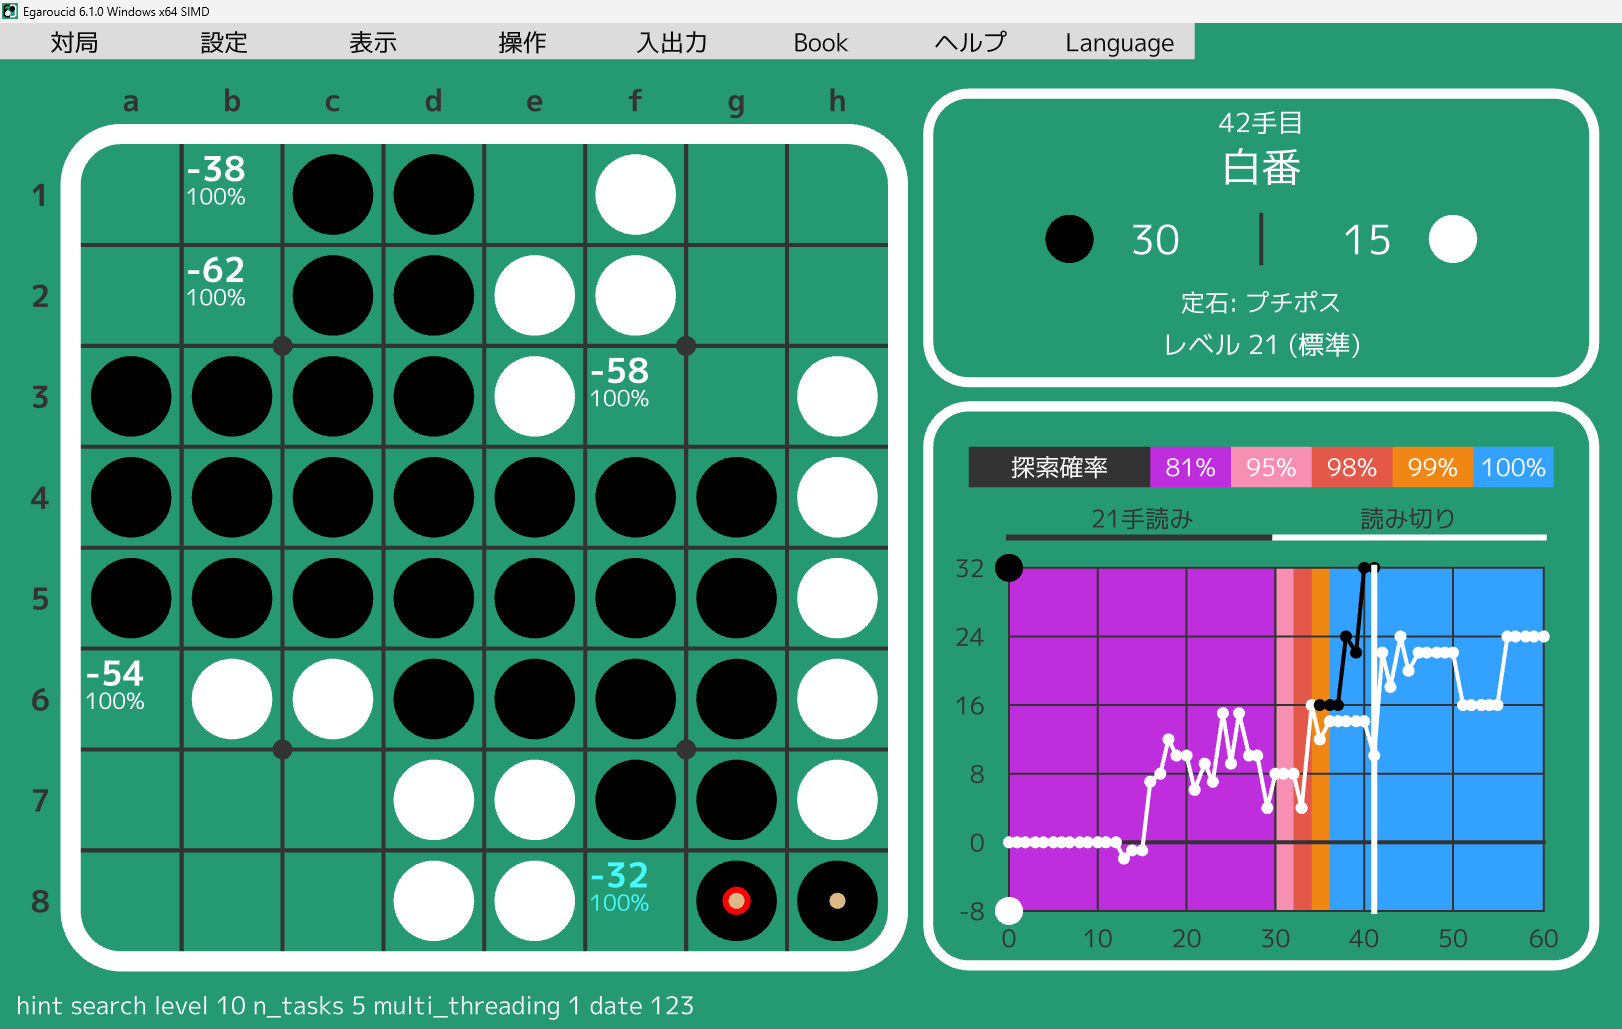 Egaroucid 6.1.0 Windows x64 SIMD
対局 設定 表示 操作 入出力 Book ヘルプ Language
a b c d e f g h
1 2 3 4 5 6 7 8
-38
100%
-62
100%
-58
100%
-54
100%
-32
100%
42手目
白番
30 15
定石: プチポス
レベル 21 (標準)
探索確率 81% 95% 98% 99% 100%
21手読み 読み切り
32
24
16
8
0
-8
0 10 20 30 40 50 60
hint search level 10 n_tasks 5 multi_threading 1 date 123